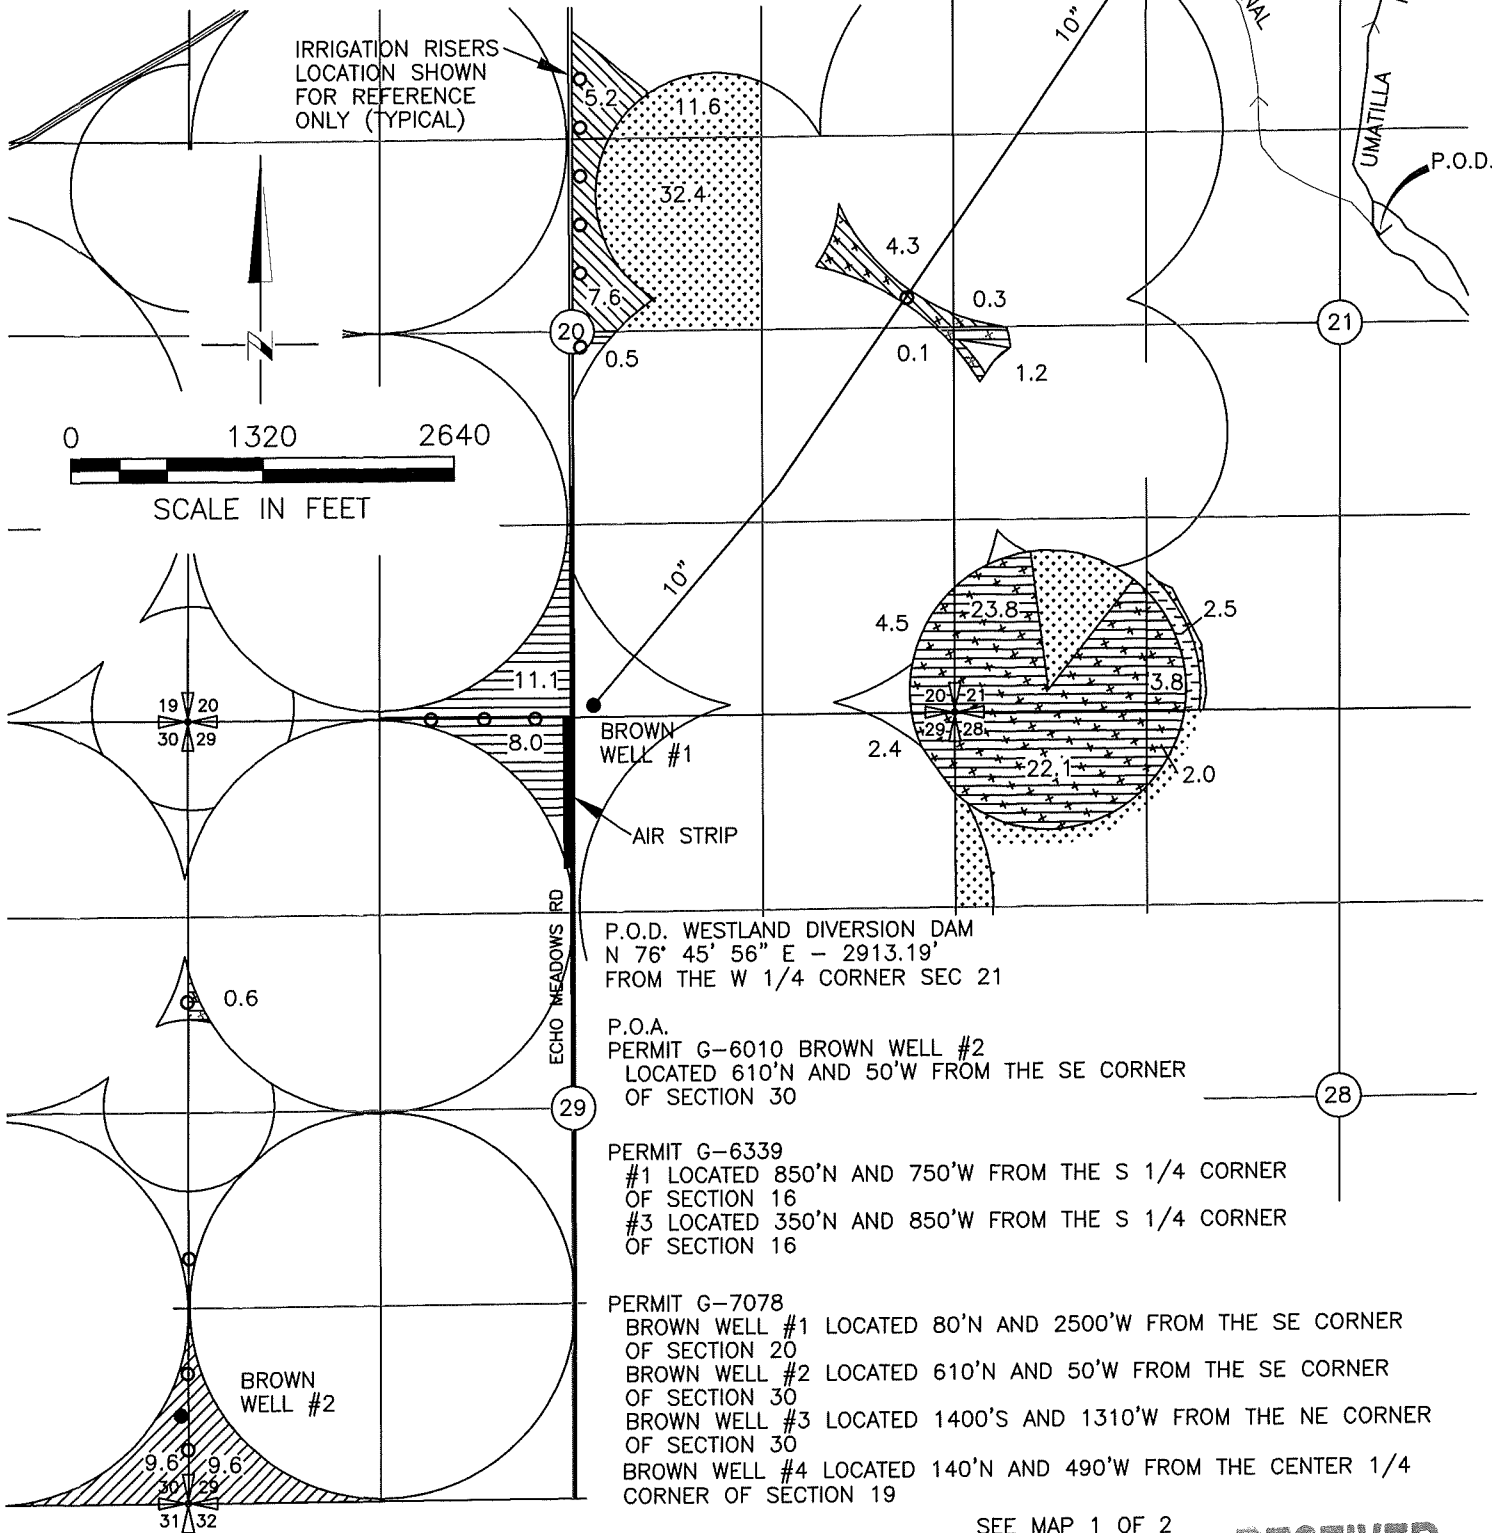 10"
NAL
IRRIGATION RISERS
LOCATION SHOWN
FOR REFERENCE
ONLY (TYPICAL)
5.2
11.6
UMATILLA
P.O.D.
32.4
4.3
7.6
0.3
20
21
0.5
0.1
1.2
N
0 1320 2640
SCALE IN FEET
10"
4.5
23.8
2.5
3.8
11.1
19 20
30 29
20 21
29 28
8.0
BROWN
WELL #1
2.4
22.1
2.0
AIR STRIP
ECHO MEADOWS RD
P.O.D. WESTLAND DIVERSION DAM
N 76° 45' 56" E – 2913.19'
FROM THE W 1/4 CORNER SEC 21
0.6
P.O.A.
PERMIT G-6010 BROWN WELL #2
LOCATED 610'N AND 50'W FROM THE SE CORNER
OF SECTION 30
29
28
PERMIT G-6339
#1 LOCATED 850'N AND 750'W FROM THE S 1/4 CORNER
OF SECTION 16
#3 LOCATED 350'N AND 850'W FROM THE S 1/4 CORNER
OF SECTION 16
PERMIT G-7078
BROWN WELL #1 LOCATED 80'N AND 2500'W FROM THE SE CORNER
OF SECTION 20
BROWN WELL #2 LOCATED 610'N AND 50'W FROM THE SE CORNER
OF SECTION 30
BROWN WELL #3 LOCATED 1400'S AND 1310'W FROM THE NE CORNER
OF SECTION 30
BROWN WELL #4 LOCATED 140'N AND 490'W FROM THE CENTER 1/4
CORNER OF SECTION 19
BROWN
WELL #2
9.6 9.6
30 29
31 32
SEE MAP 1 OF 2
RECEIVED